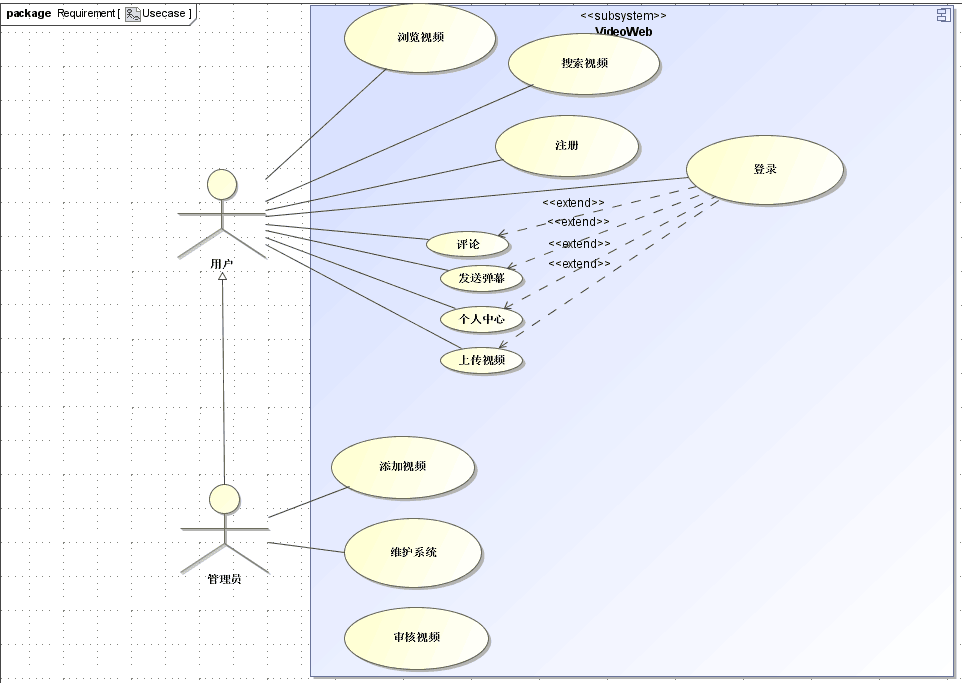 package Requirement [ Usecase ]
<<subsystem>>
VideoWeb
浏览视频
搜索视频
注册
登录
<<extend>>
<<extend>>
<<extend>>
<<extend>>
评论
发送弹幕
个人中心
上传视频
用户
添加视频
维护系统
管理员
审核视频